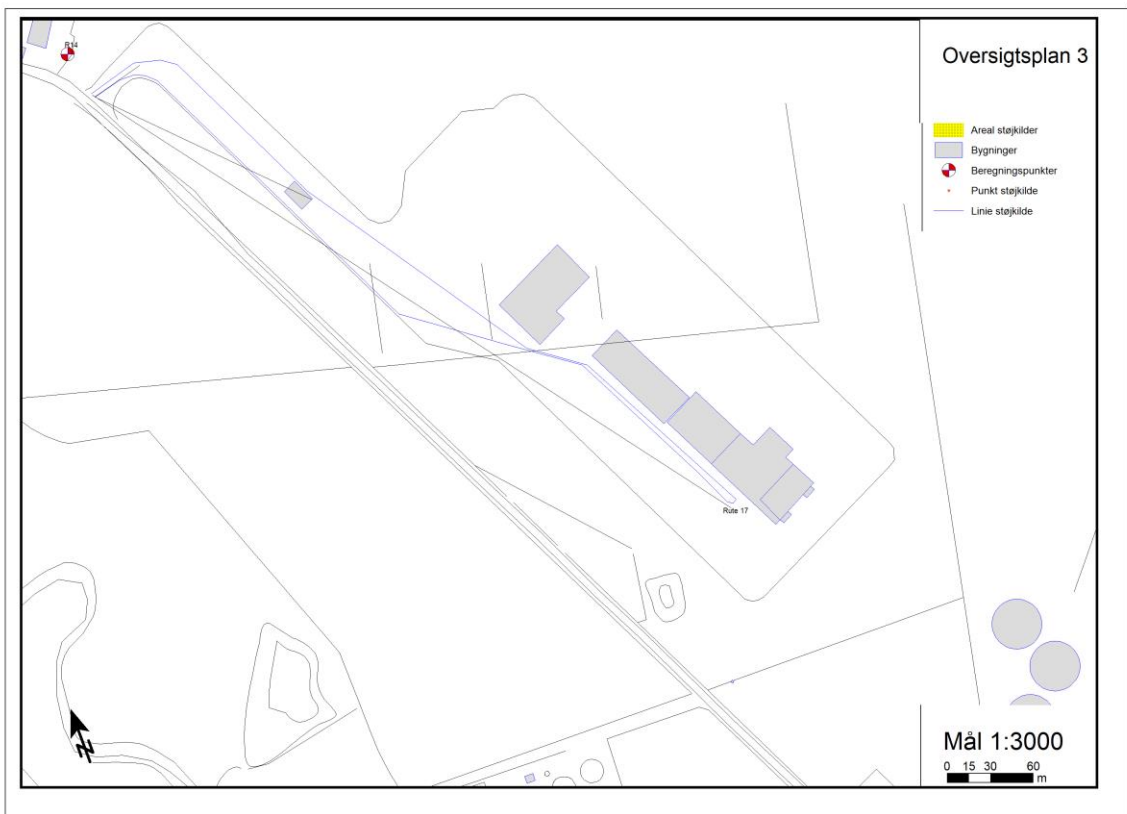 R14
Oversigtsplan 3
Areal støjkilder
Bygninger
Beregningspunkter
Punkt støjkilde
Linie støjkilde
Rute 17
N
Mål 1:3000
0 15 30 60
m